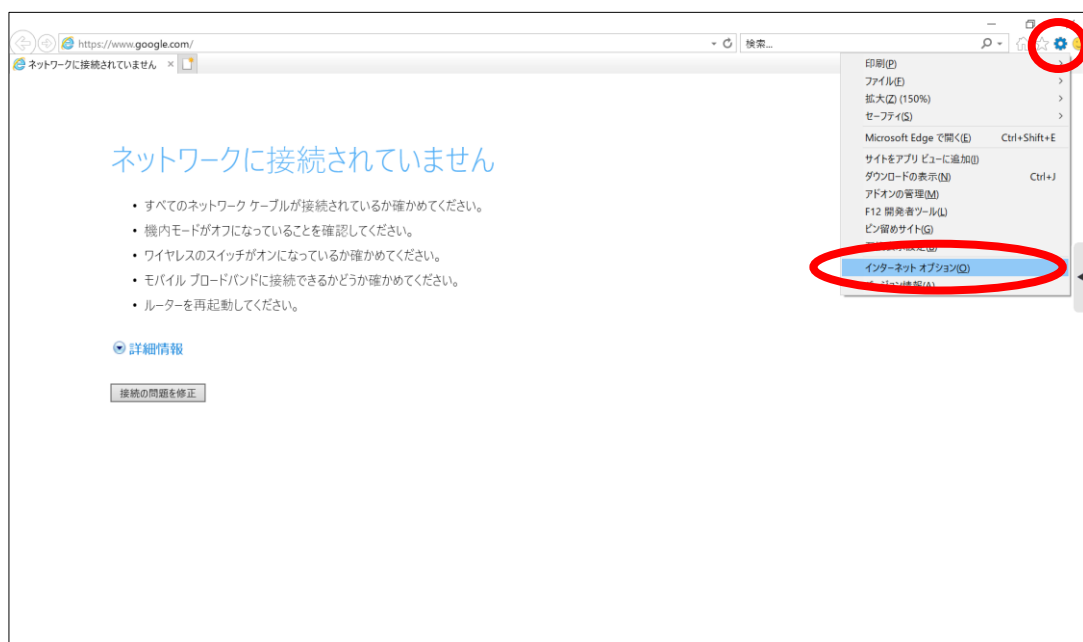 https://www.google.com/
検索...
ネットワークに接続されていません
印刷(P)
ファイル(F)
拡大(Z) (150%)
セーフティ(S)
Microsoft Edge で開く(E) Ctrl+Shift+E
サイトをアプリ ビューに追加(I)
ダウンロードの表示(N) Ctrl+J
アドオンの管理(M)
F12 開発者ツール(L)
ピン留めサイト(G)
インターネット オプション(O)
バージョン情報(A)
ネットワークに接続されていません
• すべてのネットワーク ケーブルが接続されているか確かめてください。
• 機内モードがオフになっていることを確認してください。
• ワイヤレスのスイッチがオンになっているか確かめてください。
• モバイル ブロードバンドに接続できるかどうか確かめてください。
• ルーターを再起動してください。
詳細情報
接続の問題を修正